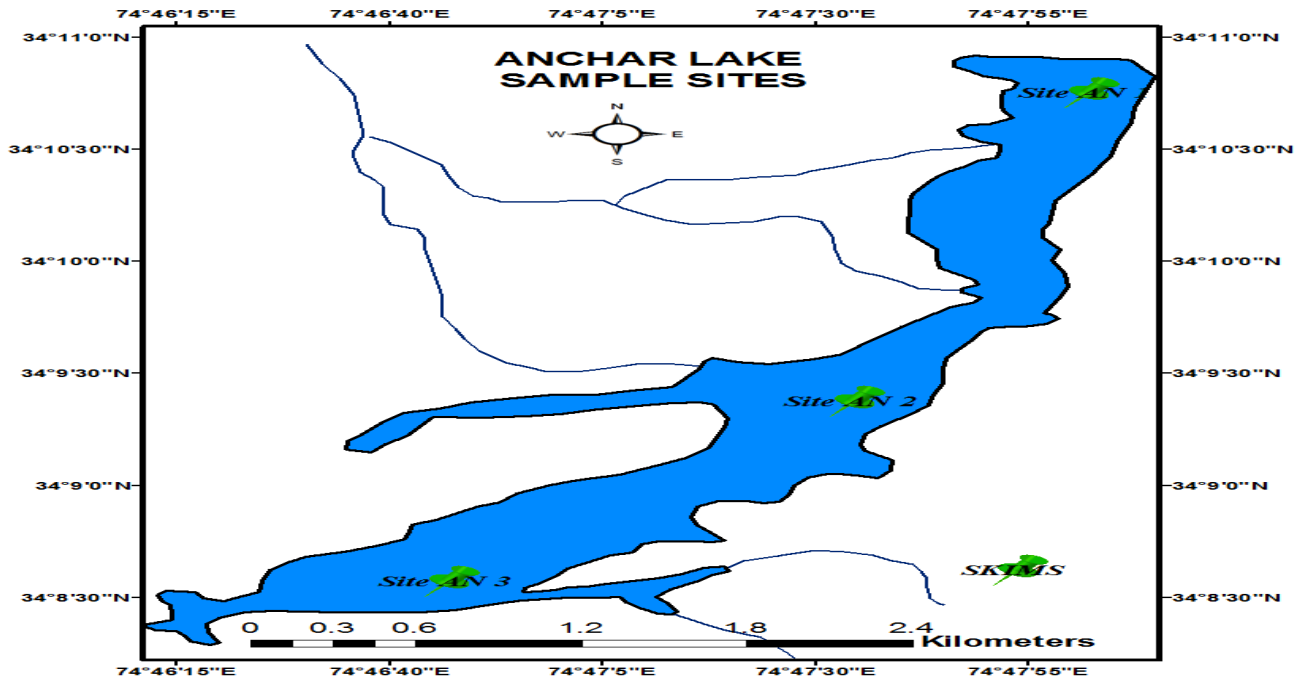 74°46'15"E 74°46'40"E 74°47'5"E 74°47'30"E 74°47'55"E
34°11'0"N 34°11'0"N
ANCHAR LAKE
SAMPLE SITES
Site AN
N
W E
S
34°10'30"N 34°10'30"N
34°10'0"N 34°10'0"N
34°9'30"N 34°9'30"N
Site AN 2
34°9'0"N 34°9'0"N
SKIMS
Site AN 3
34°8'30"N 34°8'30"N
0 0.3 0.6 1.2 1.8 2.4
Kilometers
74°46'15"E 74°46'40"E 74°47'5"E 74°47'30"E 74°47'55"E